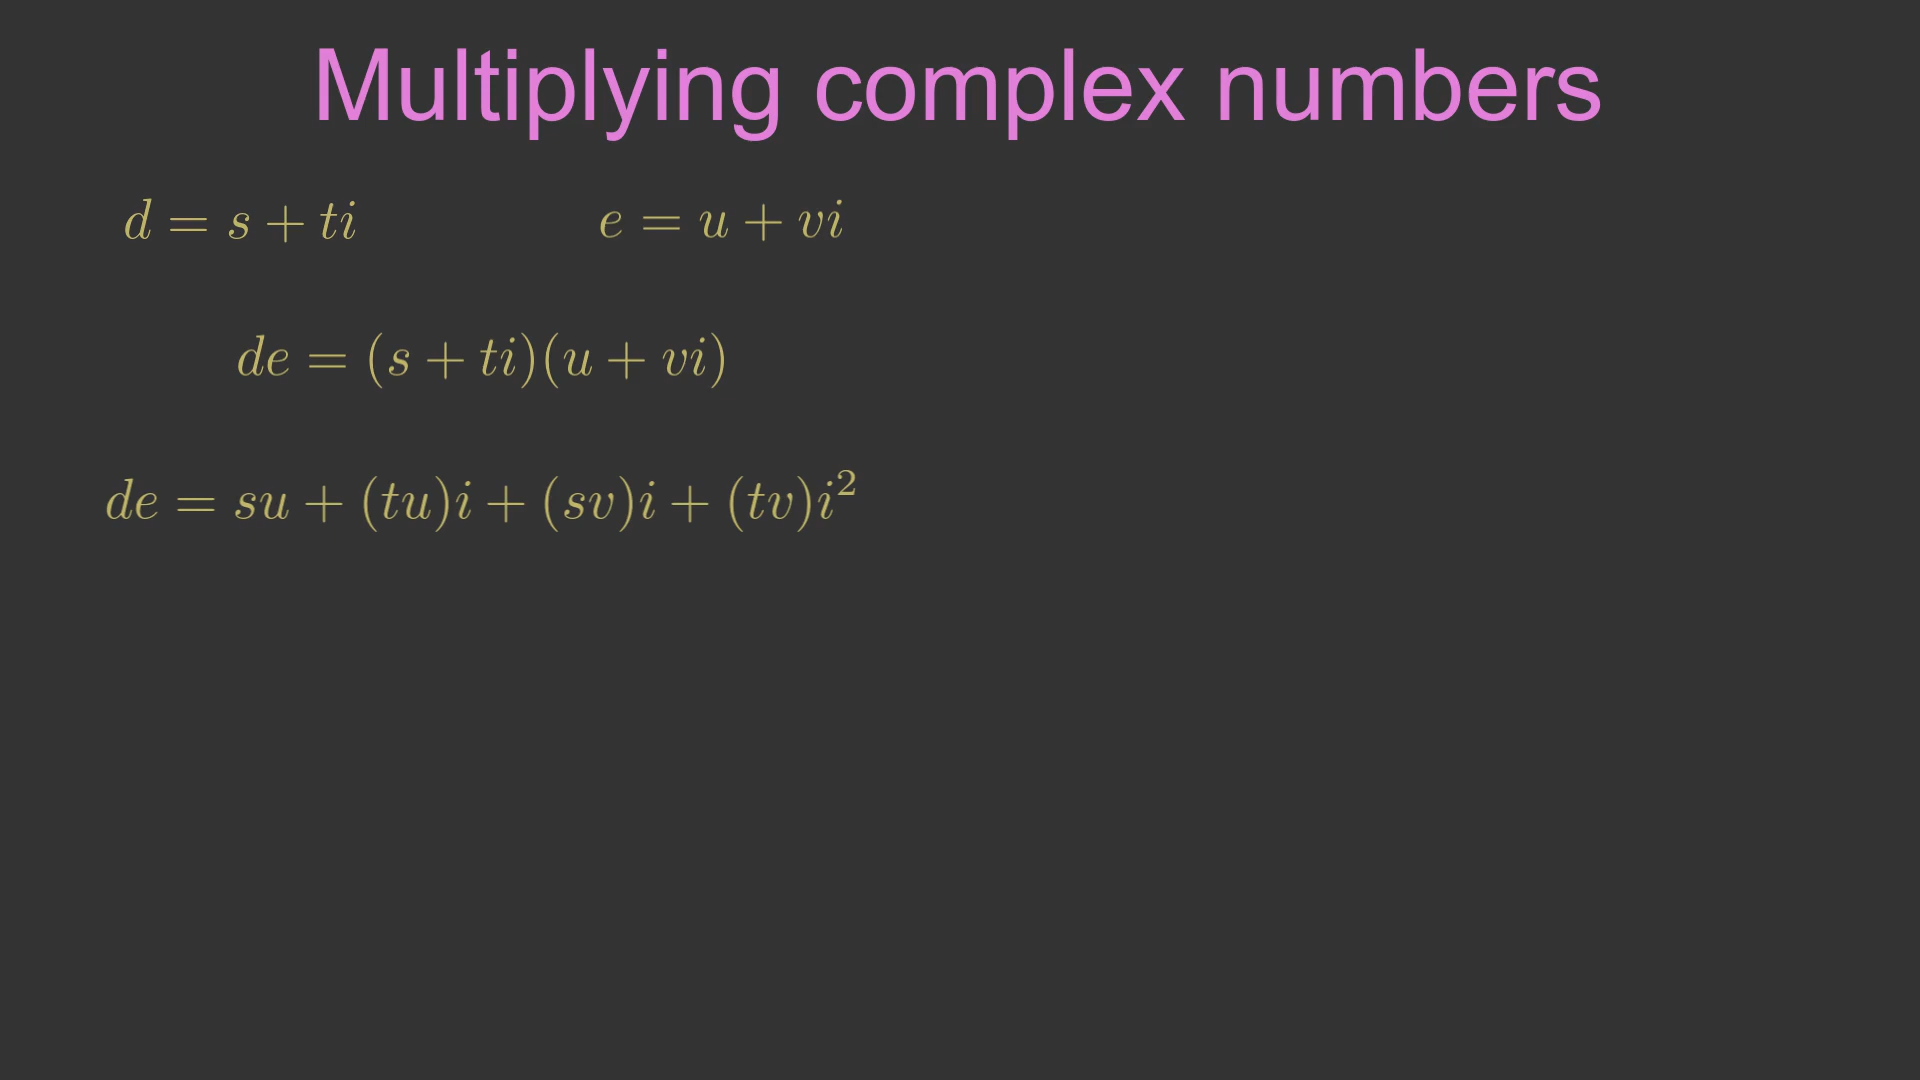 Multiplying complex numbers
d = s + ti e = u + vi
de = (s + ti)(u + vi)
de = su + (tu)i + (sv)i + (tv)i²